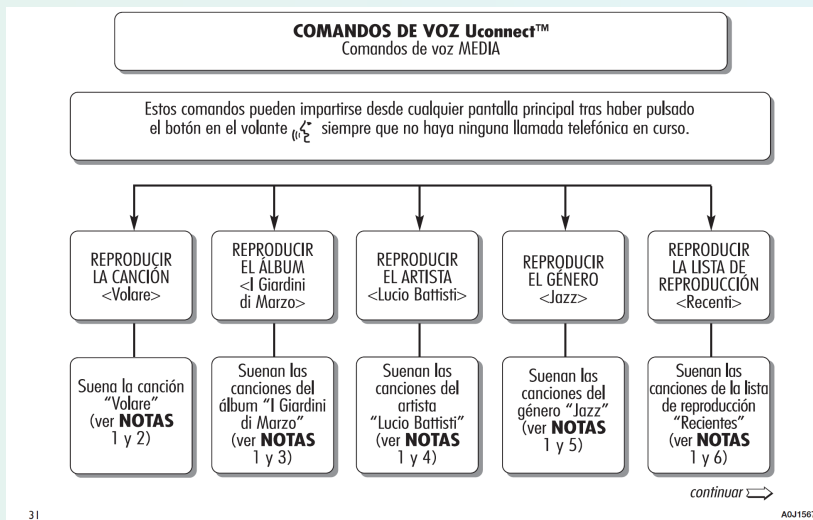 COMANDOS DE VOZ Uconnect™
Comandos de voz MEDIA
Estos comandos pueden impartirse desde cualquier pantalla principal tras haber pulsado
el botón en el volante siempre que no haya ninguna llamada telefónica en curso.
REPRODUCIR
LA CANCIÓN
<Volare>
REPRODUCIR
EL ÁLBUM
<I Giardini
di Marzo>
REPRODUCIR
EL ARTISTA
<Lucio Battisti>
REPRODUCIR
EL GÉNERO
<Jazz>
REPRODUCIR
LA LISTA DE
REPRODUCCIÓN
<Recenti>
Suena la canción
“Volare”
(ver NOTAS
1 y 2)
Suenan las
canciones del
álbum “I Giardini
di Marzo”
(ver NOTAS
1 y 3)
Suenan las
canciones del
artista
“Lucio Battisti”
(ver NOTAS
1 y 4)
Suenan las
canciones del
género “Jazz”
(ver NOTAS
1 y 5)
Suenan las
canciones de la lista
de reproducción
“Recientes”
(ver NOTAS
1 y 6)
continuar
31
A0J1567